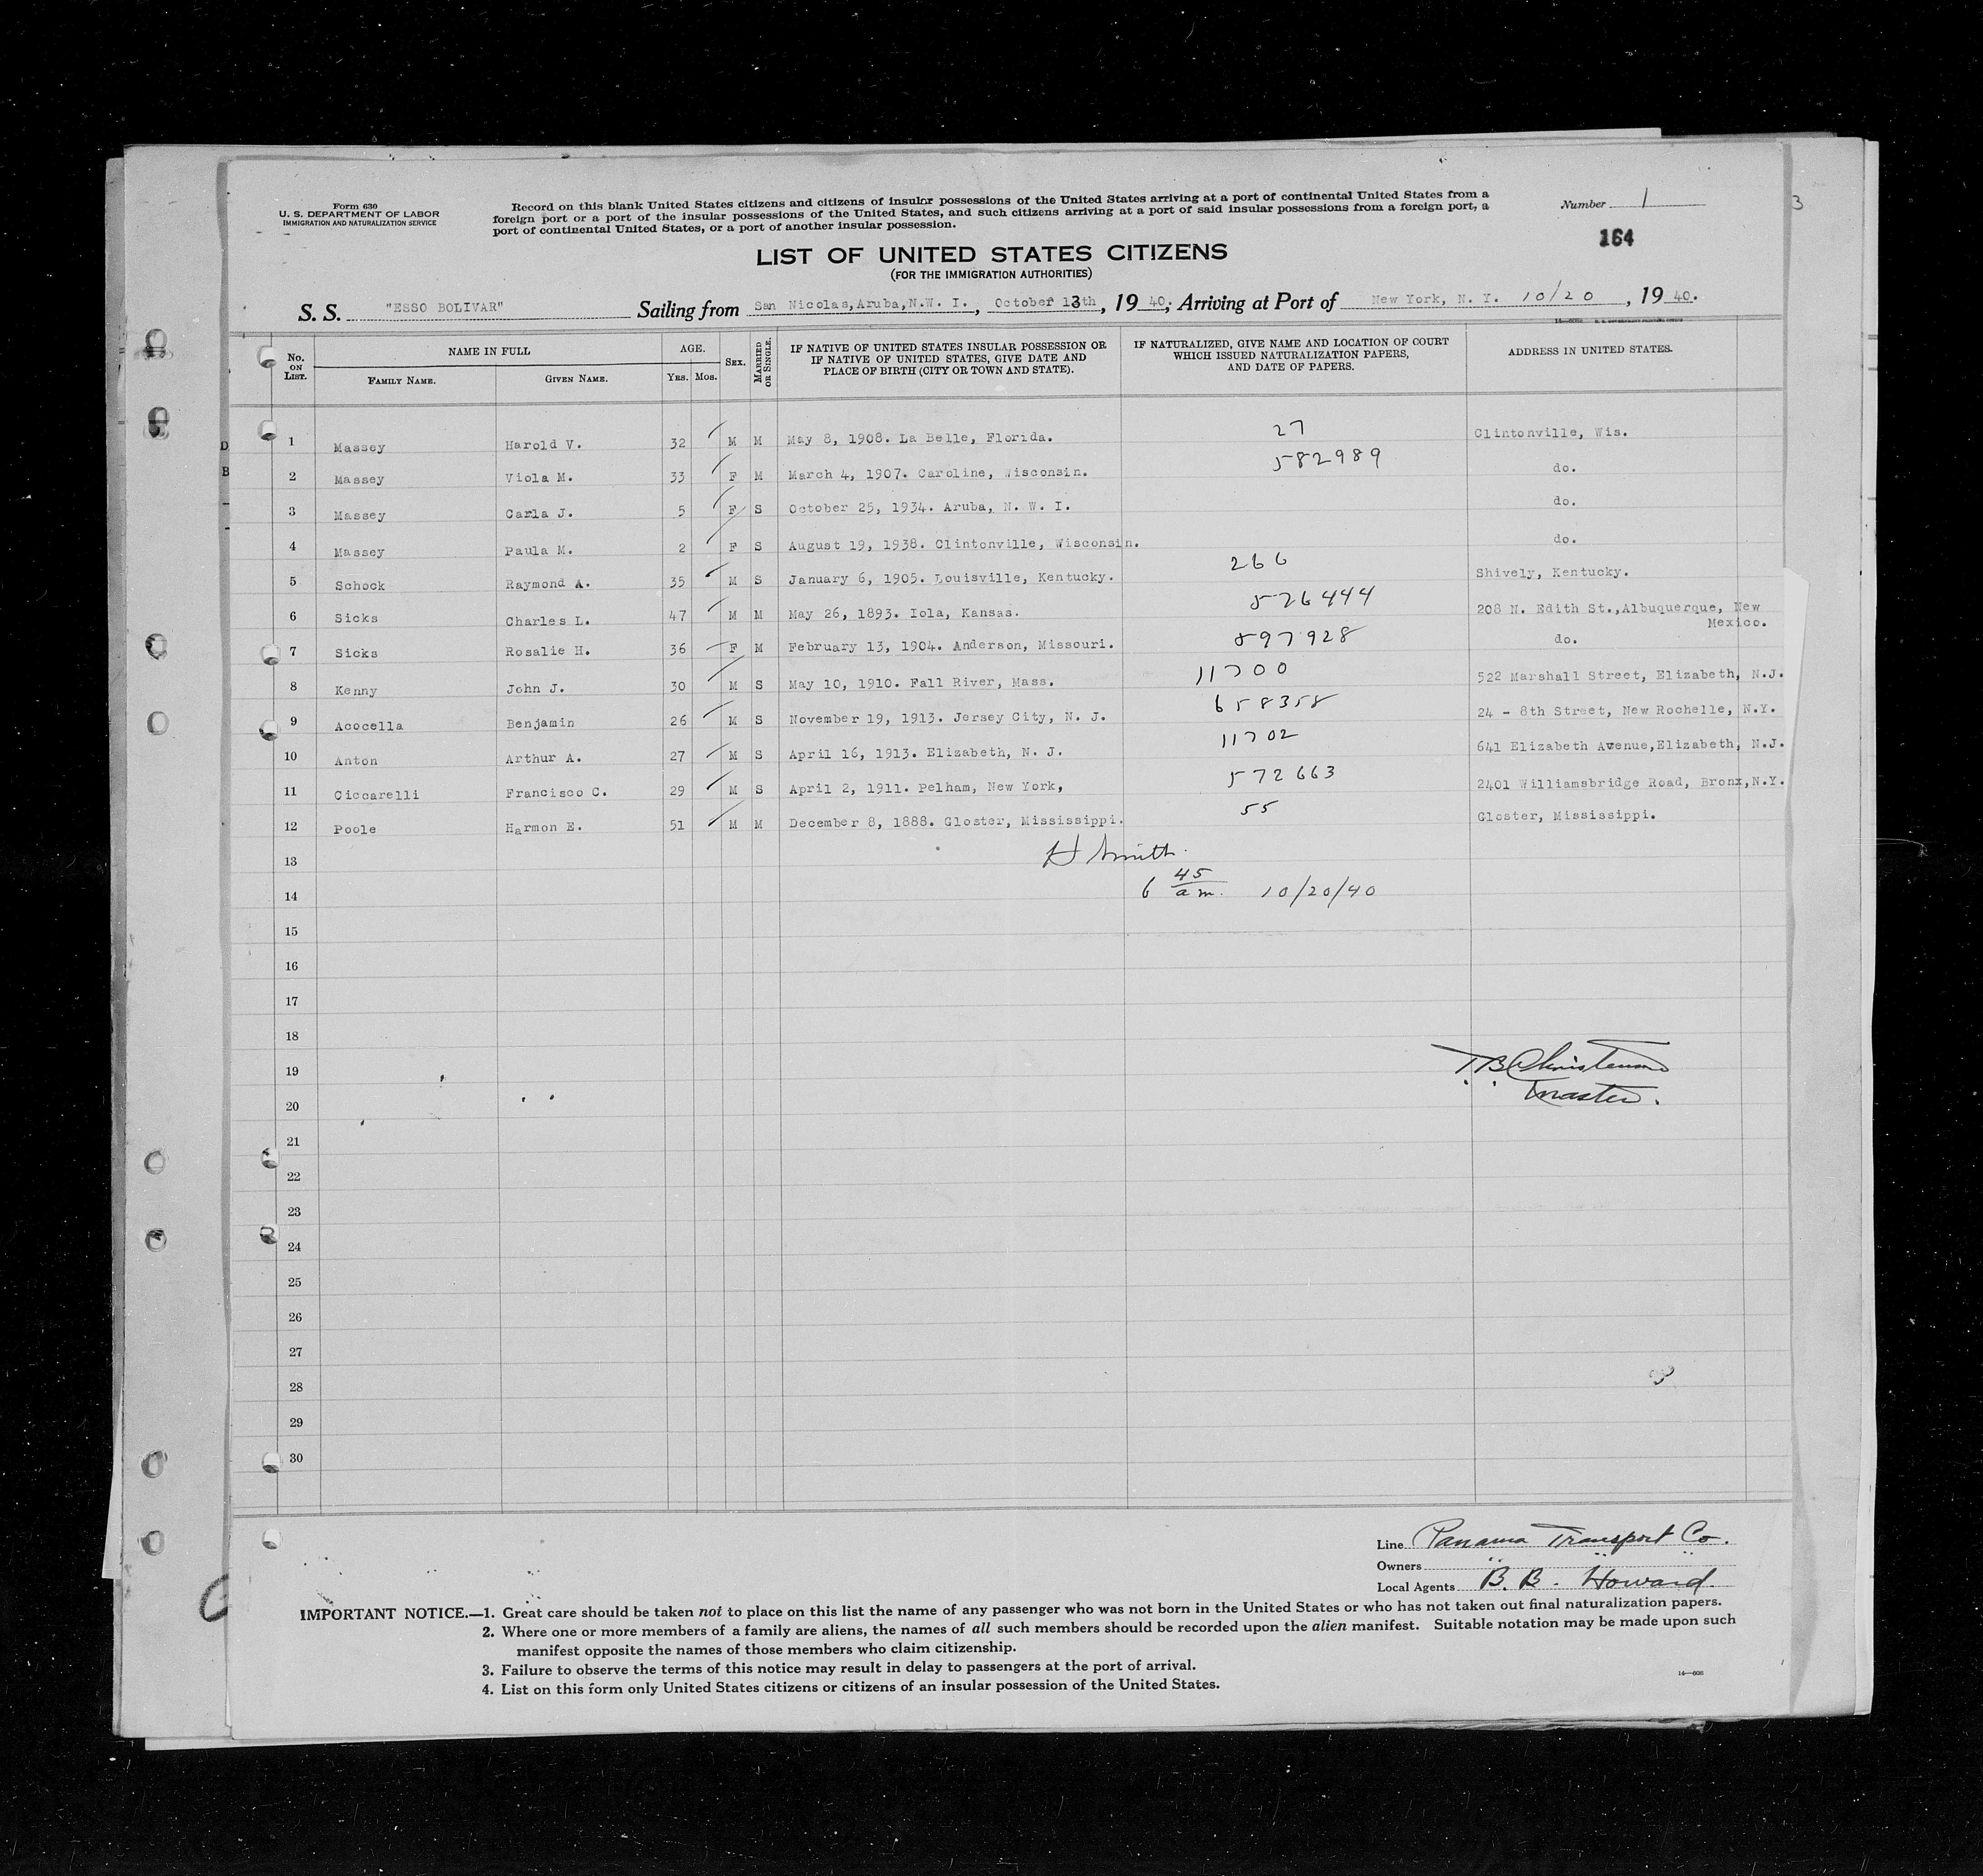 Form 630
U. S. DEPARTMENT OF LABOR
IMMIGRATION AND NATURALIZATION SERVICE
Record on this blank United States citizens and citizens of insular possessions of the United States arriving at a port of continental United States from a
foreign port or a port of the insular possessions of the United States, and such citizens arriving at a port of said insular possessions from a foreign port, a
port of continental United States, or a port of another insular possession.
Number 1
3
164
LIST OF UNITED STATES CITIZENS
(FOR THE IMMIGRATION AUTHORITIES)
S. S. "ESSO BOLIVAR" Sailing from San Nicolas,Aruba,N.W. I., October 13th, 19 40; Arriving at Port of New York, N. Y. 10/20, 19 40.
No. ON LIST. NAME IN FULL FAMILY NAME. GIVEN NAME. AGE. YRS. MOS. SEX. MARRIED OR SINGLE. IF NATIVE OF UNITED STATES INSULAR POSSESSION OR IF NATIVE OF UNITED STATES, GIVE DATE AND PLACE OF BIRTH (CITY OR TOWN AND STATE). IF NATURALIZED, GIVE NAME AND LOCATION OF COURT WHICH ISSUED NATURALIZATION PAPERS, AND DATE OF PAPERS. ADDRESS IN UNITED STATES.
1 Massey Harold V. 32 M M May 8, 1908. La Belle, Florida. 27 Clintonville, Wis.
2 Massey Viola M. 33 F M March 4, 1907. Caroline, Wisconsin. 582989 do.
3 Massey Carla J. 5 F S October 25, 1934. Aruba, N. W. I. do.
4 Massey Paula M. 2 F S August 19, 1938. Clintonville, Wisconsin. do.
5 Schock Raymond A. 35 M S January 6, 1905. Louisville, Kentucky. 266 Shively, Kentucky.
6 Sicks Charles L. 47 M M May 26, 1893. Iola, Kansas. 526444 208 N. Edith St.,Albuquerque, New
Mexico.
7 Sicks Rosalie H. 36 F M February 13, 1904. Anderson, Missouri. 597928 do.
8 Kenny John J. 30 M S May 10, 1910. Fall River, Mass. 11700 522 Marshall Street, Elizabeth, N.J.
9 Acocella Benjamin 26 M S November 19, 1913. Jersey City, N. J. 658358 24 - 8th Street, New Rochelle, N.Y.
10 Anton Arthur A. 27 M S April 16, 1913. Elizabeth, N. J. 11702 641 Elizabeth Avenue,Elizabeth, N.J.
11 Ciccarelli Francisco C. 29 M S April 2, 1911. Pelham, New York, 572663 2401 Williamsbridge Road, Bronx,N.Y.
12 Poole Harmon E. 51 M M December 8, 1888. Gloster, Mississippi. 55 Gloster, Mississippi.
13 H Smith.
14 6 45 a m. 10/20/40
15
16
17
18
19 T. B. Christenson
20 Master.
21
22
23
24
25
26
27
28
29
30
Line Panama Transport Co.
Owners " " "
Local Agents B. B. Howard.
IMPORTANT NOTICE.—1. Great care should be taken not to place on this list the name of any passenger who was not born in the United States or who has not taken out final naturalization papers.
2. Where one or more members of a family are aliens, the names of all such members should be recorded upon the alien manifest. Suitable notation may be made upon such
manifest opposite the names of those members who claim citizenship.
3. Failure to observe the terms of this notice may result in delay to passengers at the port of arrival.
4. List on this form only United States citizens or citizens of an insular possession of the United States.